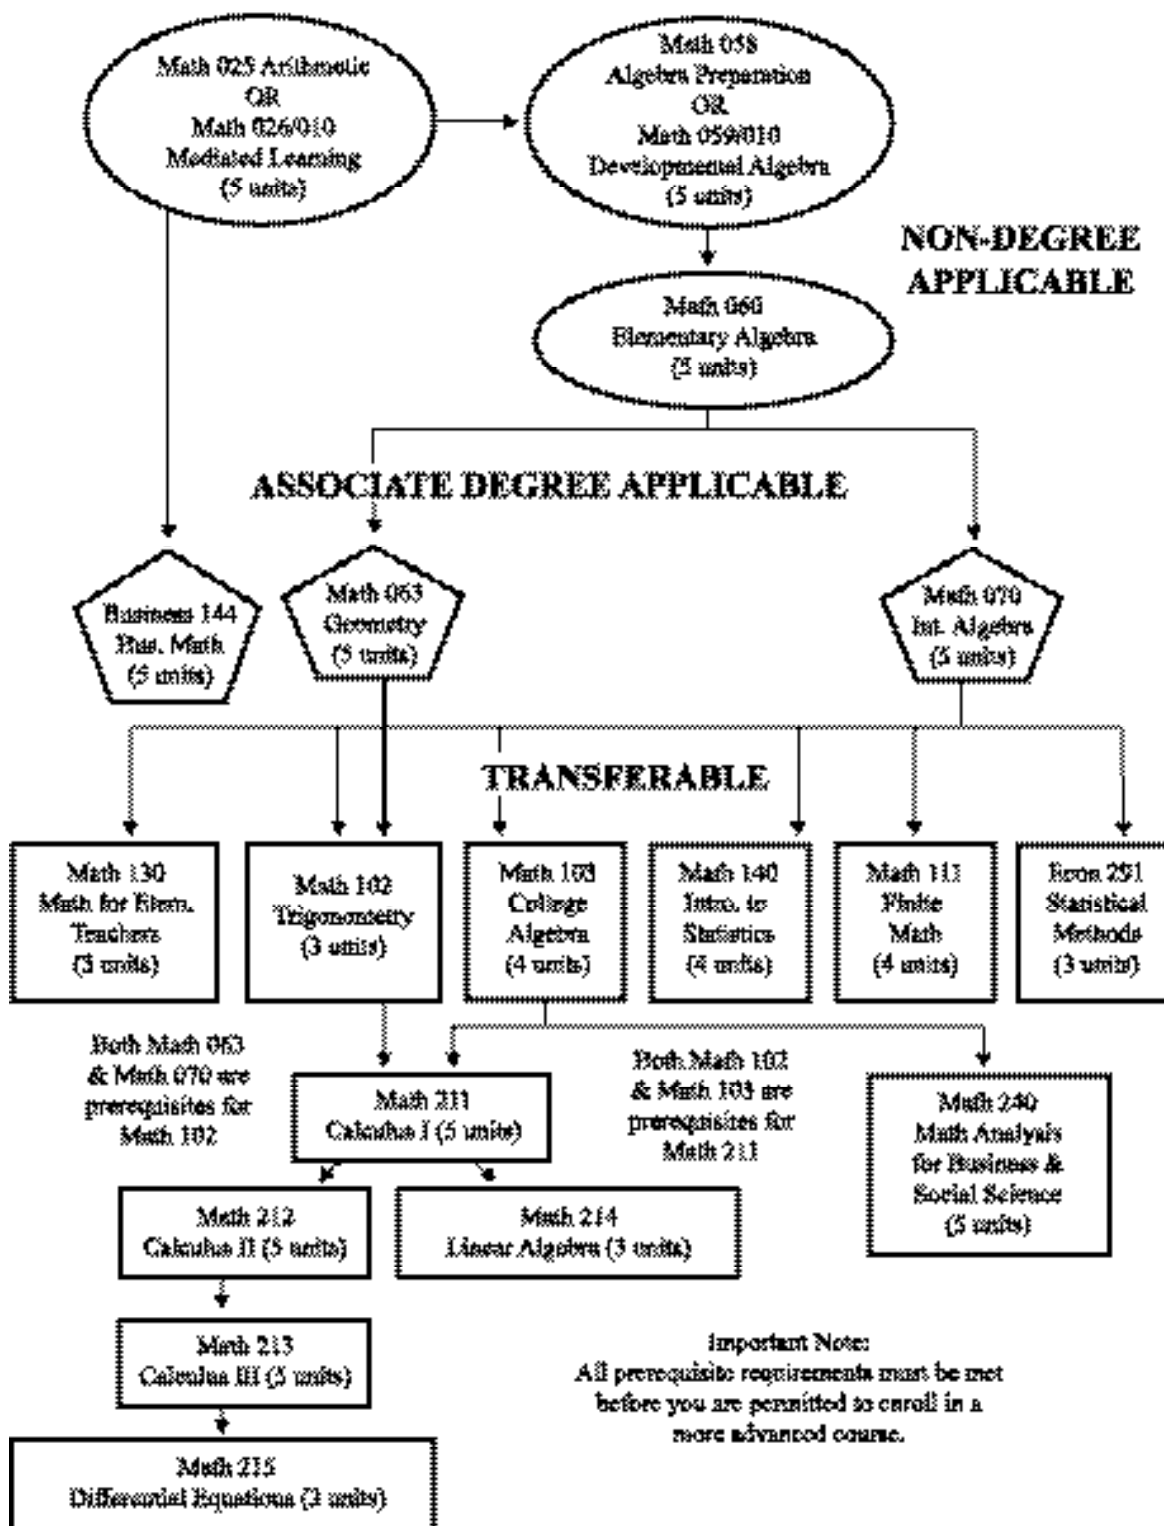 Math 025 Arithmetic
OR
Math 026/010
Mediated Learning
(5 units)
Math 058
Algebra Preparation
OR
Math 059/010
Developmental Algebra
(5 units)
NON-DEGREE
APPLICABLE
Math 060
Elementary Algebra
(5 units)
ASSOCIATE DEGREE APPLICABLE
Business 144
Bus. Math
(5 units)
Math 063
Geometry
(5 units)
Math 070
Int. Algebra
(5 units)
TRANSFERABLE
Math 130
Math for Elem.
Teachers
(3 units)
Math 102
Trigonometry
(3 units)
Math 103
College
Algebra
(4 units)
Math 140
Intro. to
Statistics
(4 units)
Math 111
Finite
Math
(4 units)
Econ 291
Statistical
Methods
(3 units)
Both Math 063
& Math 070 are
prerequisites for
Math 102
Math 211
Calculus I (5 units)
Both Math 102
& Math 103 are
prerequisites for
Math 211
Math 240
Math Analysis
for Business &
Social Science
(5 units)
Math 212
Calculus II (5 units)
Math 214
Linear Algebra (3 units)
Math 213
Calculus III (5 units)
Important Note:
All prerequisite requirements must be met
before you are permitted to enroll in a
more advanced course.
Math 215
Differential Equations (3 units)